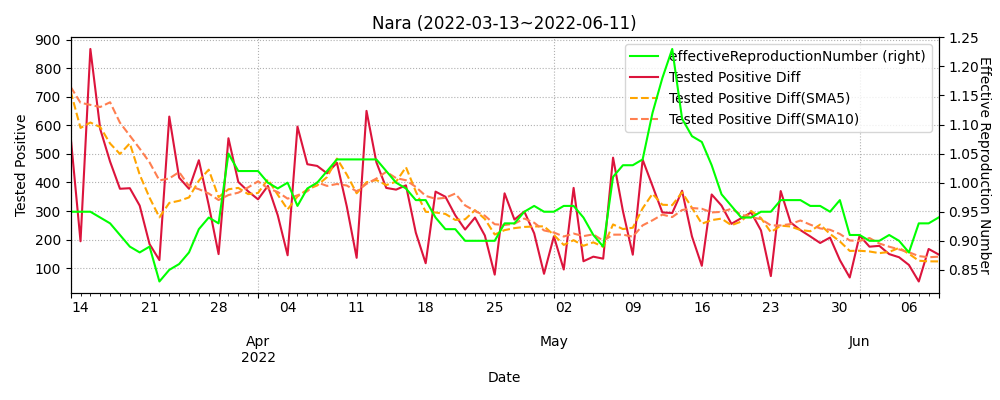 Nara (2022-03-13~2022-06-11)
effectiveReproductionNumber (right)
Tested Positive Diff
Tested Positive Diff(SMA5)
Tested Positive Diff(SMA10)
Tested Positive
900
800
700
600
500
400
300
200
100
Effective Reproduction Number
1.25
1.20
1.15
1.10
1.05
1.00
0.95
0.90
0.85
14 21 28 04 11 18 25 02 09 16 23 06
Apr May Jun
2022
Date